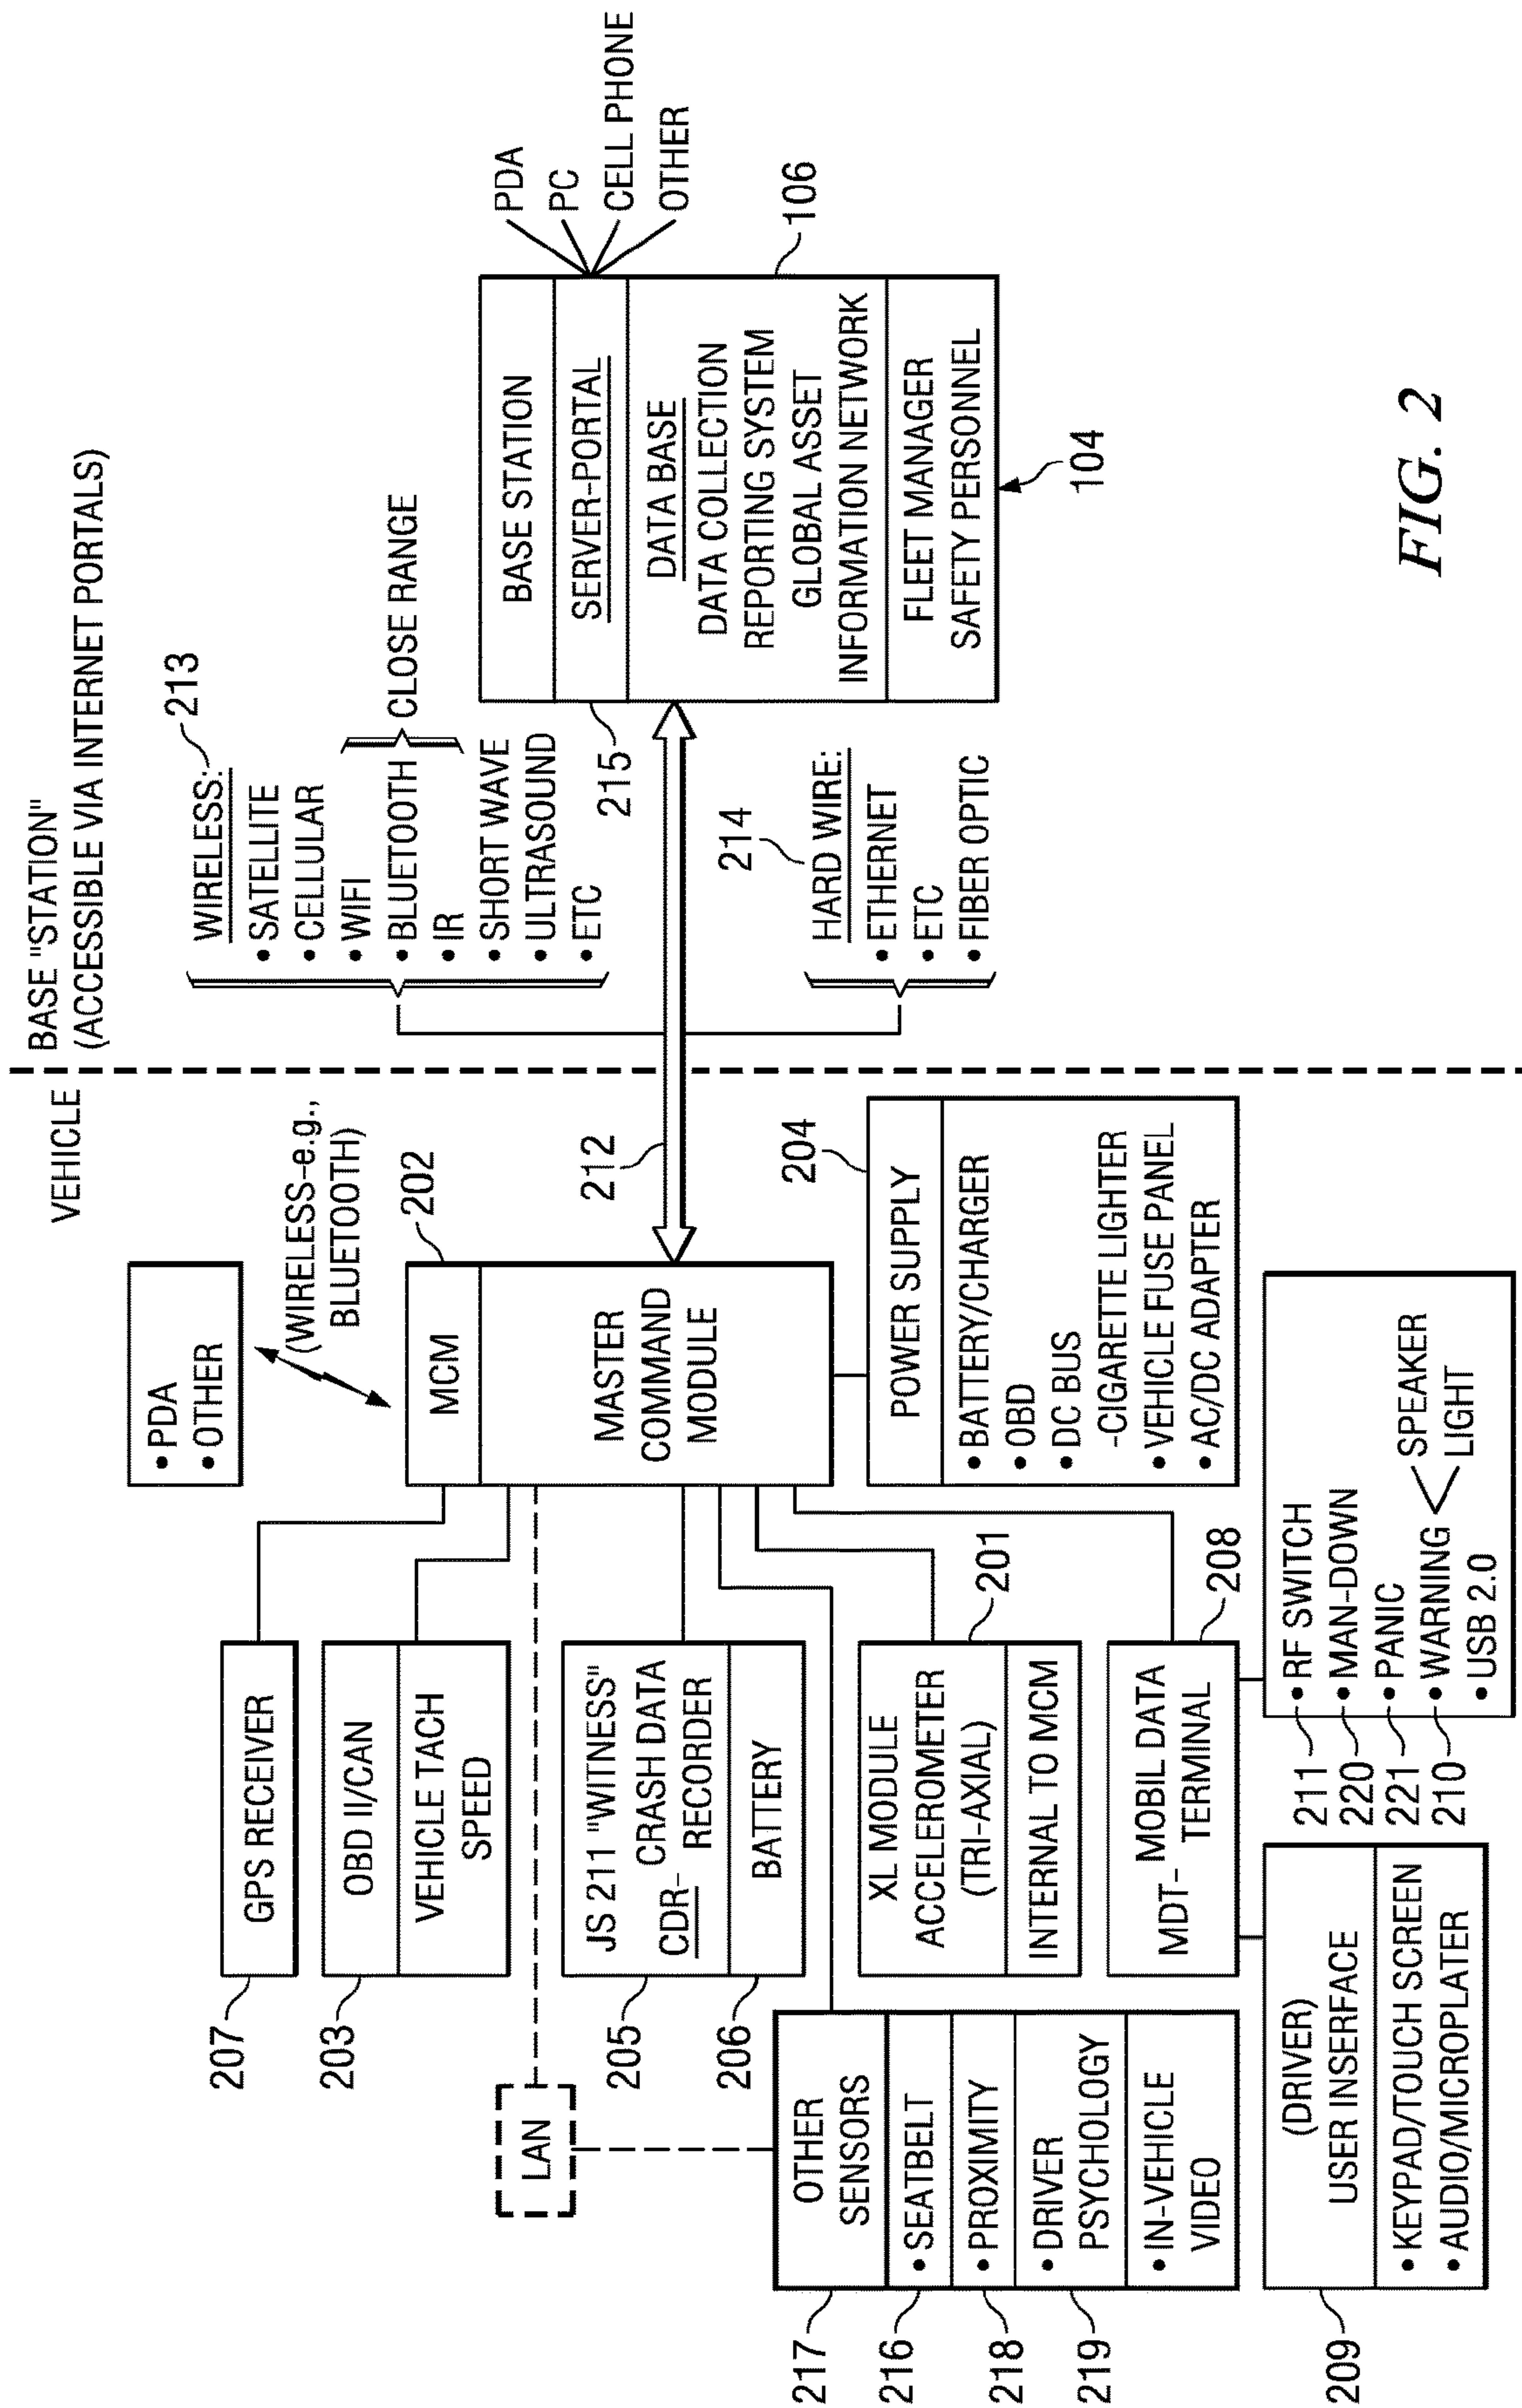 VEHICLE
BASE "STATION"
(ACCESSIBLE VIA INTERNET PORTALS)
• PDA
• OTHER
(WIRELESS-e.g.,
BLUETOOTH)
202
MCM
MASTER
COMMAND
MODULE
207
GPS RECEIVER
203
OBD II/CAN
VEHICLE TACH
SPEED
LAN
205
JS 211 "WITNESS"
CRASH DATA
CDR-
RECORDER
206
BATTERY
217
OTHER
SENSORS
216
• SEATBELT
218
• PROXIMITY
219
• DRIVER
PSYCHOLOGY
• IN-VEHICLE
VIDEO
XL MODULE
ACCELEROMETER
(TRI-AXIAL)
201
INTERNAL TO MCM
MOBIL DATA
MDT-
TERMINAL
208
204
POWER SUPPLY
• BATTERY/CHARGER
• OBD
• DC BUS
-CIGARETTE LIGHTER
• VEHICLE FUSE PANEL
• AC/DC ADAPTER
209
(DRIVER)
USER INSERFACE
• KEYPAD/TOUCH SCREEN
• AUDIO/MICROPLATER
211
• RF SWITCH
220
• MAN-DOWN
221
• PANIC
210
• WARNING
SPEAKER
LIGHT
• USB 2.0
212
WIRELESS:
213
• SATELLITE
• CELLULAR
• WIFI
• BLUETOOTH
CLOSE RANGE
• IR
• SHORT WAVE
• ULTRASOUND
• ETC
214
HARD WIRE:
• ETHERNET
• ETC
• FIBER OPTIC
215
BASE STATION
SERVER-PORTAL
DATA BASE
DATA COLLECTION
REPORTING SYSTEM
GLOBAL ASSET
INFORMATION NETWORK
FLEET MANAGER
SAFETY PERSONNEL
PDA
PC
CELL PHONE
OTHER
106
104
FIG. 2